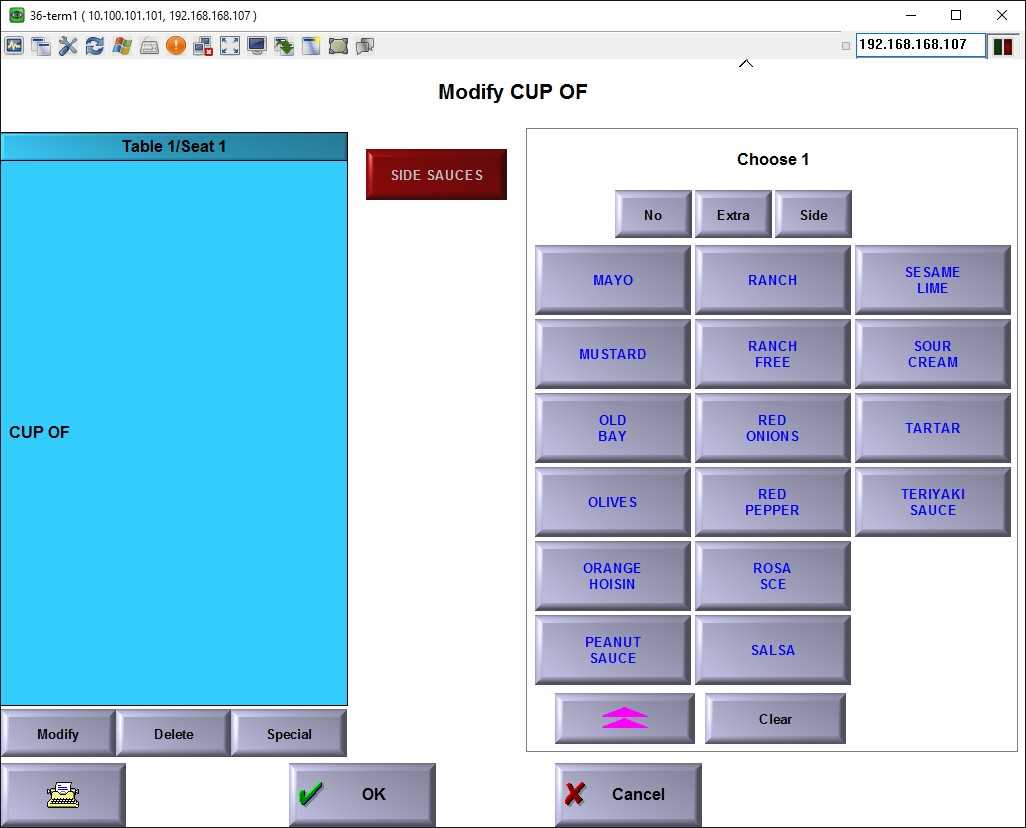 36-term1 ( 10.100.101.101, 192.168.168.107 )
192.168.168.107
Modify CUP OF
Table 1/Seat 1
CUP OF
SIDE SAUCES
Choose 1
No
Extra
Side
MAYO
RANCH
SESAME
LIME
MUSTARD
RANCH
FREE
SOUR
CREAM
OLD
BAY
RED
ONIONS
TARTAR
OLIVES
RED
PEPPER
TERIYAKI
SAUCE
ORANGE
HOISIN
ROSA
SCE
PEANUT
SAUCE
SALSA
Clear
Modify
Delete
Special
OK
Cancel